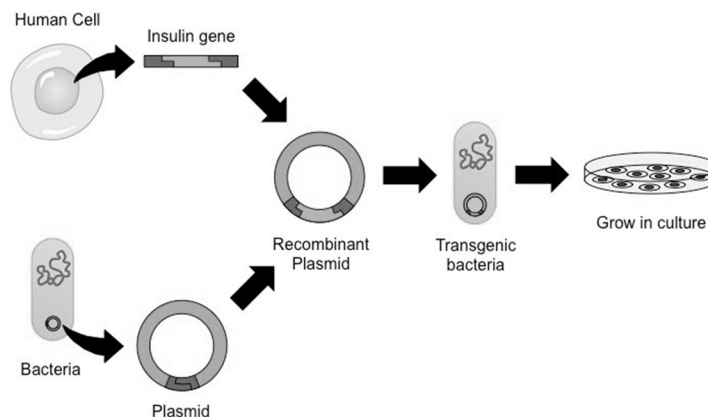 Human Cell
Insulin gene
Recombinant
Plasmid
Transgenic
bacteria
Grow in culture
Bacteria
Plasmid